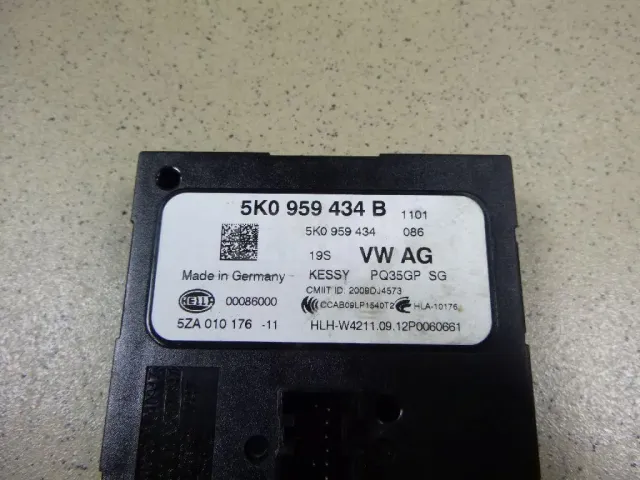 5K0 959 434 B 1101
5K0 959 434 086
19S VW AG
Made in Germany KESSY PQ35GP SG
CMIIT ID: 2009DJ4573
HELLA 00086000 CCAB09LP1540T2 HLA-10176
5ZA 010 176 -11 HLH-W4211.09.12P0060661